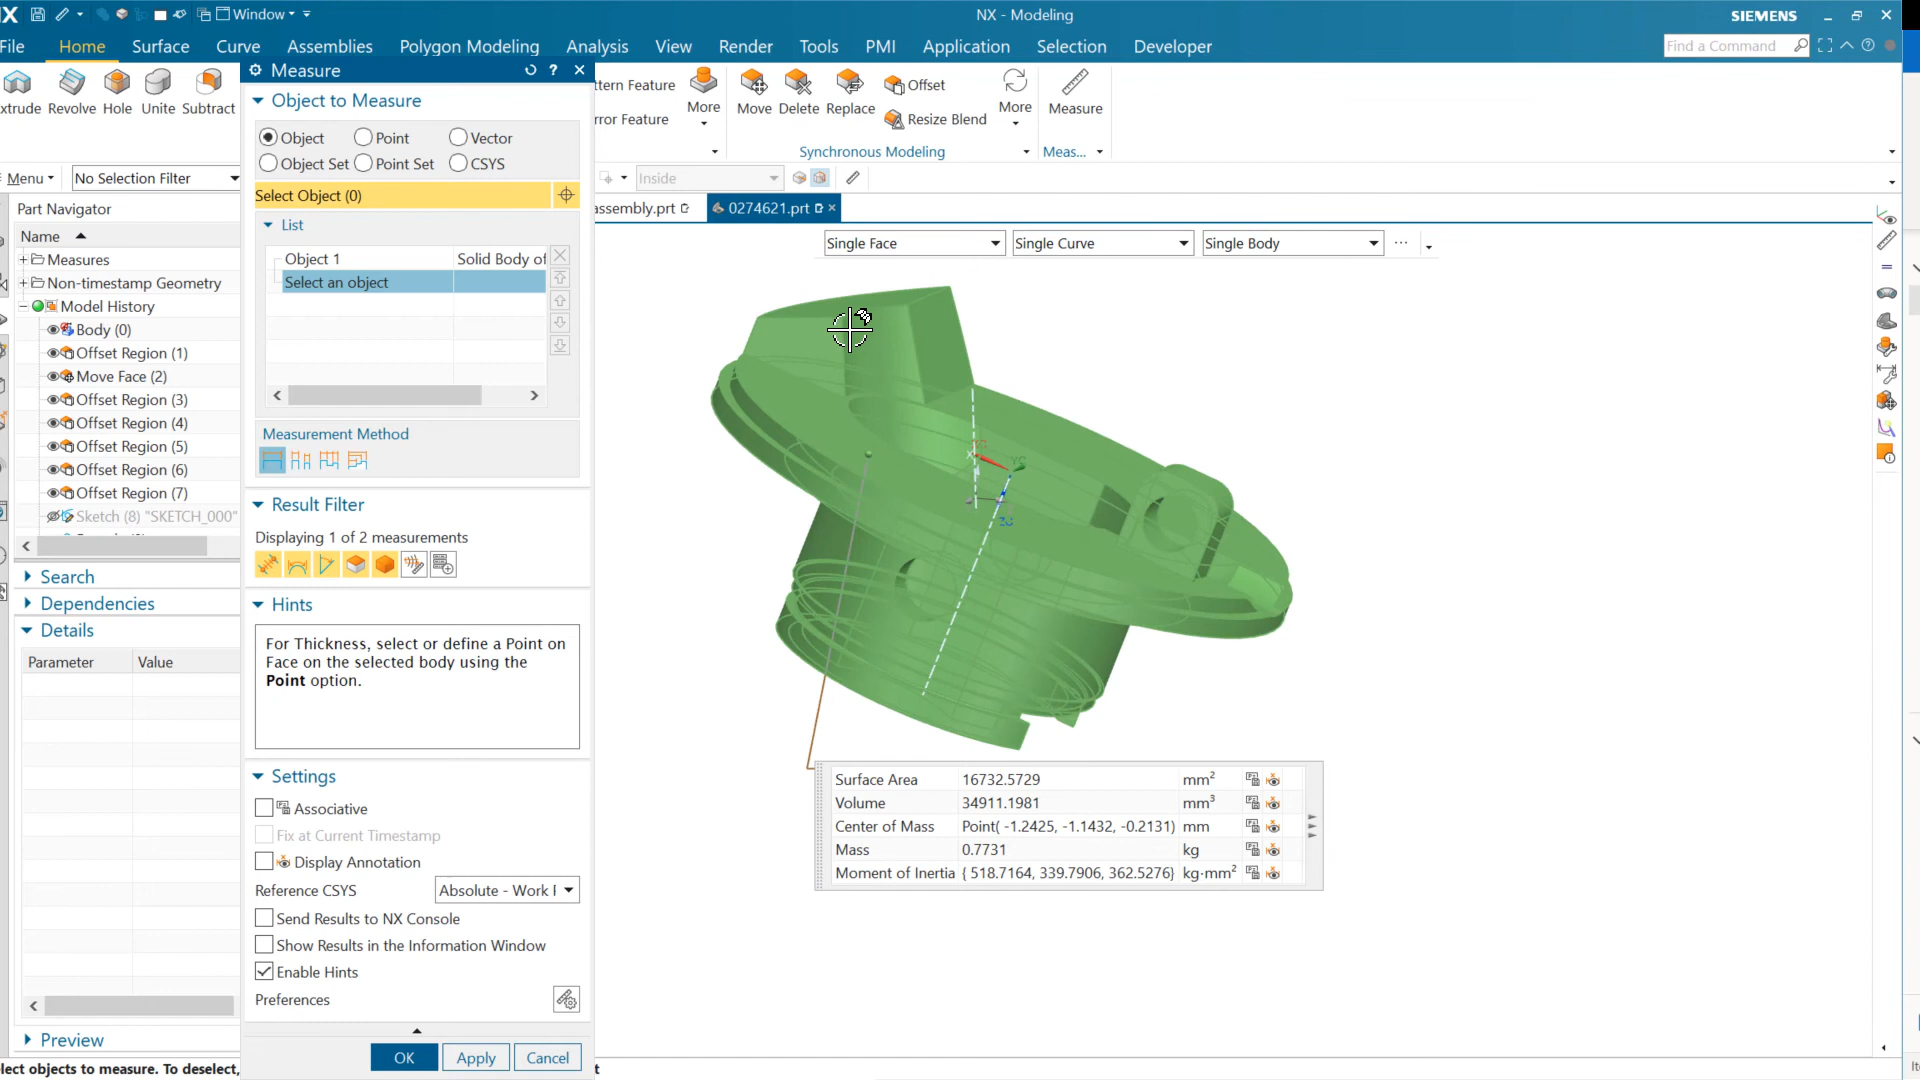 NX
Window
NX - Modeling
SIEMENS
File
Home
Surface
Curve
Assemblies
Polygon Modeling
Analysis
View
Render
Tools
PMI
Application
Selection
Developer
Find a Command
xtrude
Revolve
Hole
Unite
Subtract
ttern Feature
rror Feature
More
Move
Delete
Replace
Offset
Resize Blend
More
Measure
Synchronous Modeling
Meas...
Menu
No Selection Filter
Inside
assembly.prt
0274621.prt
Single Face
Single Curve
Single Body
Part Navigator
Name
Measures
Non-timestamp Geometry
Model History
Body (0)
Offset Region (1)
Move Face (2)
Offset Region (3)
Offset Region (4)
Offset Region (5)
Offset Region (6)
Offset Region (7)
Sketch (8) "SKETCH_000"
Search
Dependencies
Details
Parameter
Value
Preview
Measure
Object to Measure
Object
Point
Vector
Object Set
Point Set
CSYS
Select Object (0)
List
Object 1
Solid Body of
Select an object
Measurement Method
Result Filter
Displaying 1 of 2 measurements
Hints
For Thickness, select or define a Point on
Face on the selected body using the
Point option.
Settings
Associative
Fix at Current Timestamp
Display Annotation
Reference CSYS
Absolute - Work F
Send Results to NX Console
Show Results in the Information Window
Enable Hints
Preferences
OK
Apply
Cancel
Surface Area 16732.5729 mm²
Volume 34911.1981 mm³
Center of Mass Point( -1.2425, -1.1432, -0.2131) mm
Mass 0.7731 kg
Moment of Inertia { 518.7164, 339.7906, 362.5276} kg·mm²
lect objects to measure. To deselect,